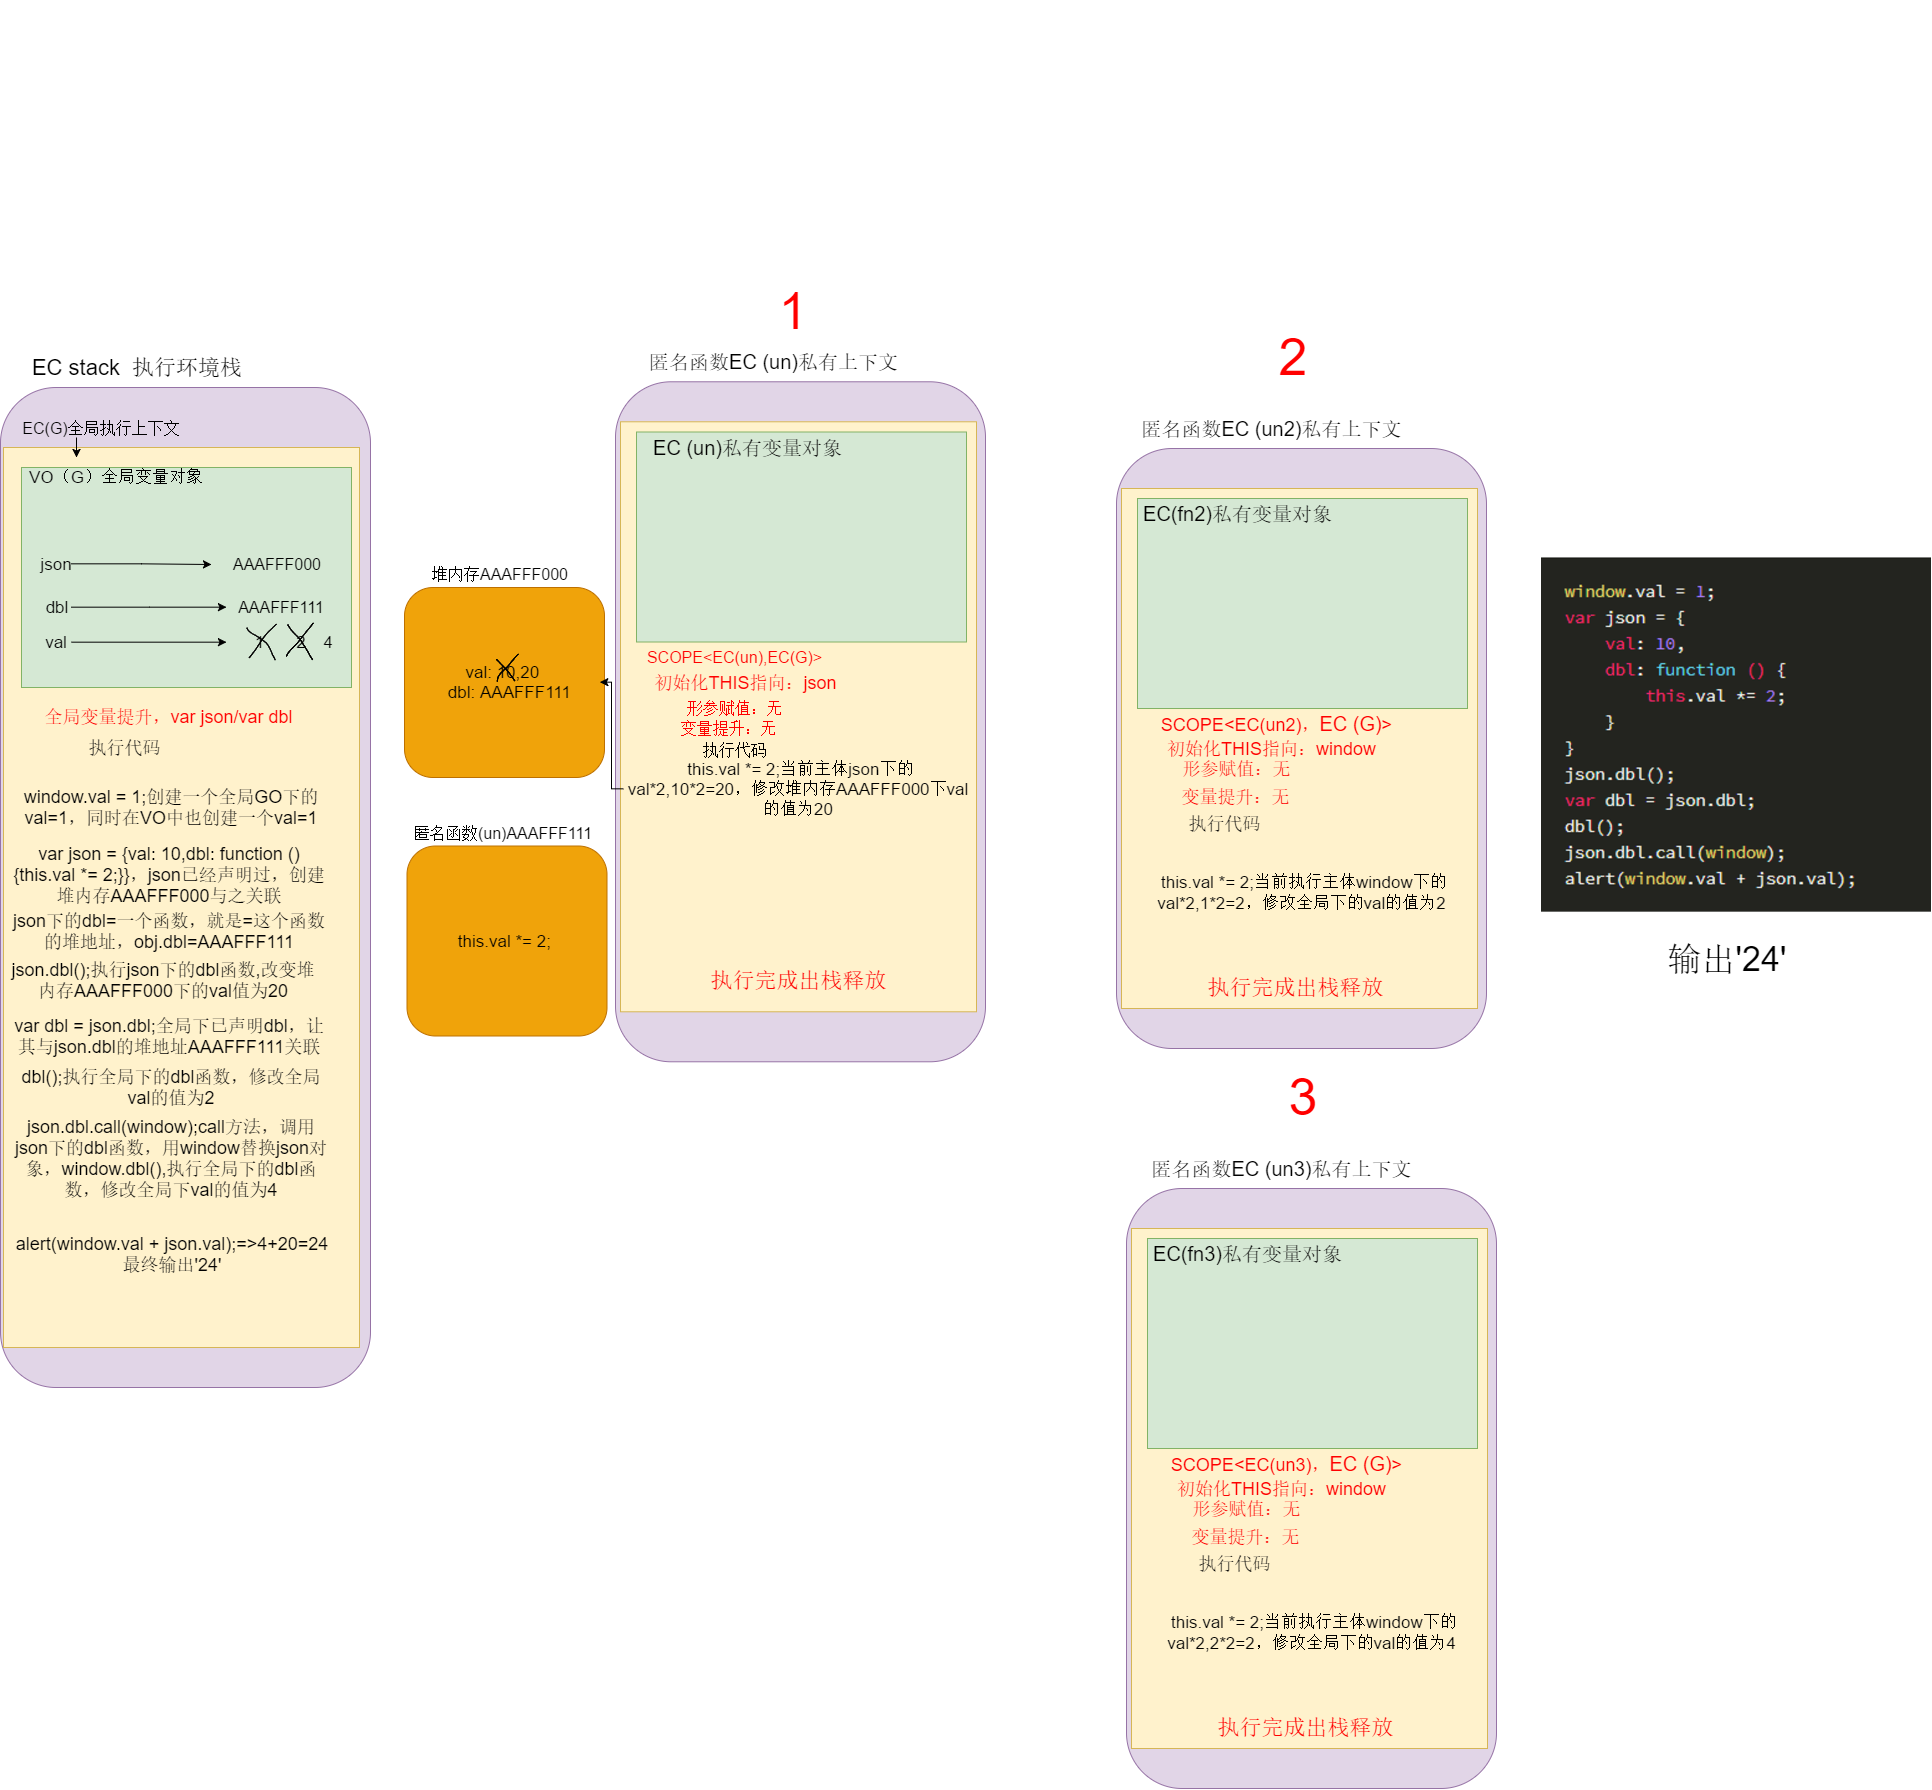 EC stack 执行环境栈
EC(G)全局执行上下文
VO（G）全局变量对象
json
AAAFFF000
dbl
AAAFFF111
val
1
2
4
全局变量提升，var json/var dbl
执行代码
window.val = 1;创建一个全局GO下的
val=1，同时在VO中也创建一个val=1
var json = {val: 10,dbl: function ()
{this.val *= 2;}}，json已经声明过，创建
堆内存AAAFFF000与之关联
json下的dbl=一个函数，就是=这个函数
的堆地址，obj.dbl=AAAFFF111
json.dbl();执行json下的dbl函数,改变堆
内存AAAFFF000下的val值为20
var dbl = json.dbl;全局下已声明dbl，让
其与json.dbl的堆地址AAAFFF111关联
dbl();执行全局下的dbl函数，修改全局
val的值为2
json.dbl.call(window);call方法，调用
json下的dbl函数，用window替换json对
象，window.dbl(),执行全局下的dbl函
数，修改全局下val的值为4
alert(window.val + json.val);=>4+20=24
最终输出'24'
堆内存AAAFFF000
val: 10,20
dbl: AAAFFF111
匿名函数(un)AAAFFF111
this.val *= 2;
1
匿名函数EC (un)私有上下文
EC (un)私有变量对象
SCOPE<EC(un),EC(G)>
初始化THIS指向：json
形参赋值：无
变量提升：无
执行代码
this.val *= 2;当前主体json下的
val*2,10*2=20，修改堆内存AAAFFF000下val
的值为20
执行完成出栈释放
2
匿名函数EC (un2)私有上下文
EC(fn2)私有变量对象
SCOPE<EC(un2)，EC (G)>
初始化THIS指向：window
形参赋值：无
变量提升：无
执行代码
this.val *= 2;当前执行主体window下的
val*2,1*2=2，修改全局下的val的值为2
执行完成出栈释放
3
匿名函数EC (un3)私有上下文
EC(fn3)私有变量对象
SCOPE<EC(un3)，EC (G)>
初始化THIS指向：window
形参赋值：无
变量提升：无
执行代码
this.val *= 2;当前执行主体window下的
val*2,2*2=2，修改全局下的val的值为4
执行完成出栈释放
window.val = 1;
var json = {
val: 10,
dbl: function () {
this.val *= 2;
}
}
json.dbl();
var dbl = json.dbl;
dbl();
json.dbl.call(window);
alert(window.val + json.val);
输出'24'